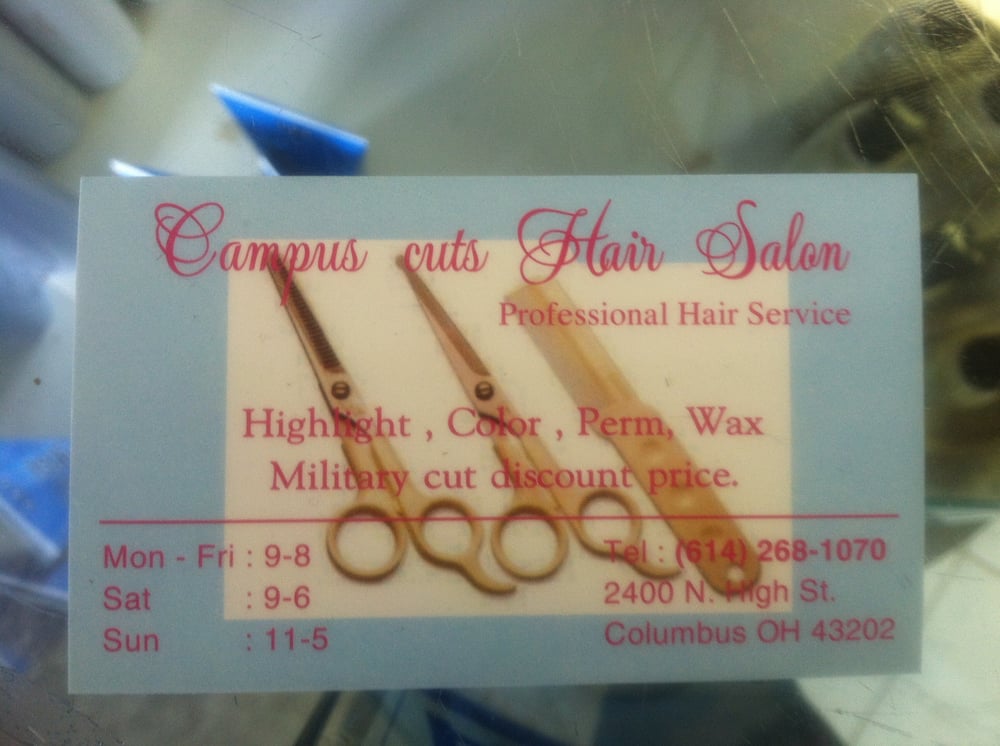 Campus cuts Hair Salon
Professional Hair Service
Highlight , Color , Perm, Wax
Military cut discount price.
Mon - Fri : 9-8
Sat : 9-6
Sun : 11-5
Tel : (614) 268-1070
2400 N. High St.
Columbus OH 43202